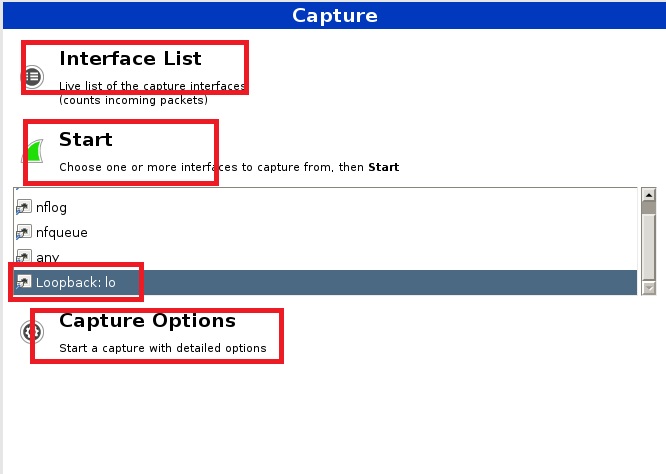 Capture
Interface List
Live list of the capture interfaces
(counts incoming packets)
Start
Choose one or more interfaces to capture from, then Start
nflog
nfqueue
any
Loopback: lo
Capture Options
Start a capture with detailed options